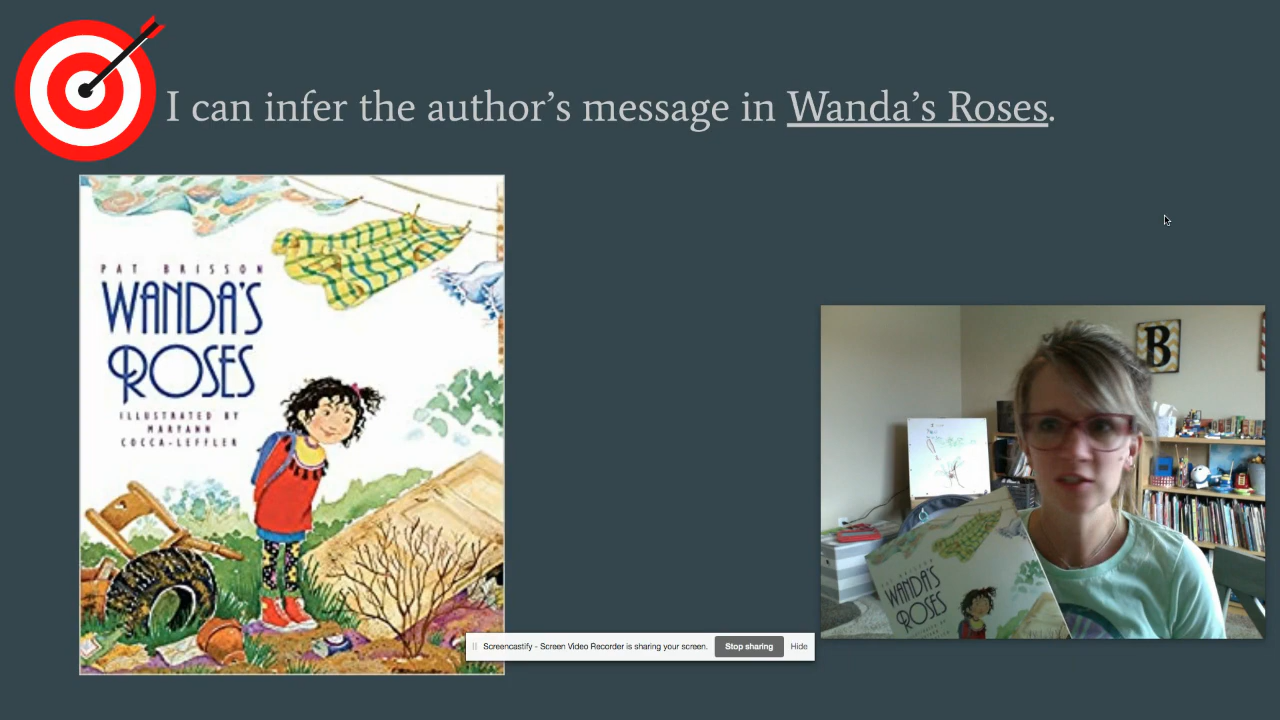 I can infer the author’s message in Wanda’s Roses.
PAT BRISSON
WANDA'S
ROSES
ILLUSTRATED BY
MARYANN
COCCA-LEFFLER
B
WANDA'S
ROSES
Screencastify - Screen Video Recorder is sharing your screen.
Stop sharing
Hide